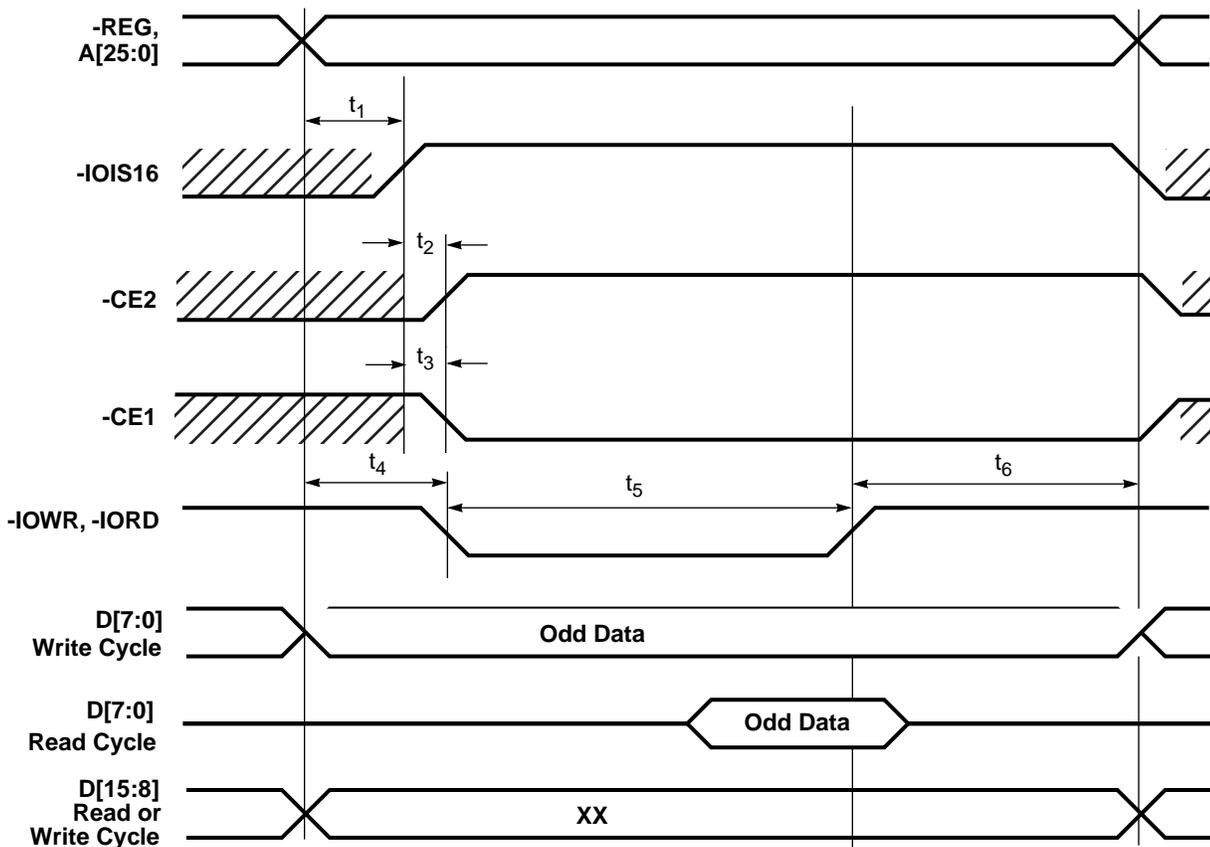 -REG,
A[25:0]
t1
-IOIS16
t2
-CE2
t3
-CE1
t4
t5
t6
-IOWR, -IORD
D[7:0]
Write Cycle
Odd Data
D[7:0]
Read Cycle
Odd Data
D[15:8]
Read or
Write Cycle
XX